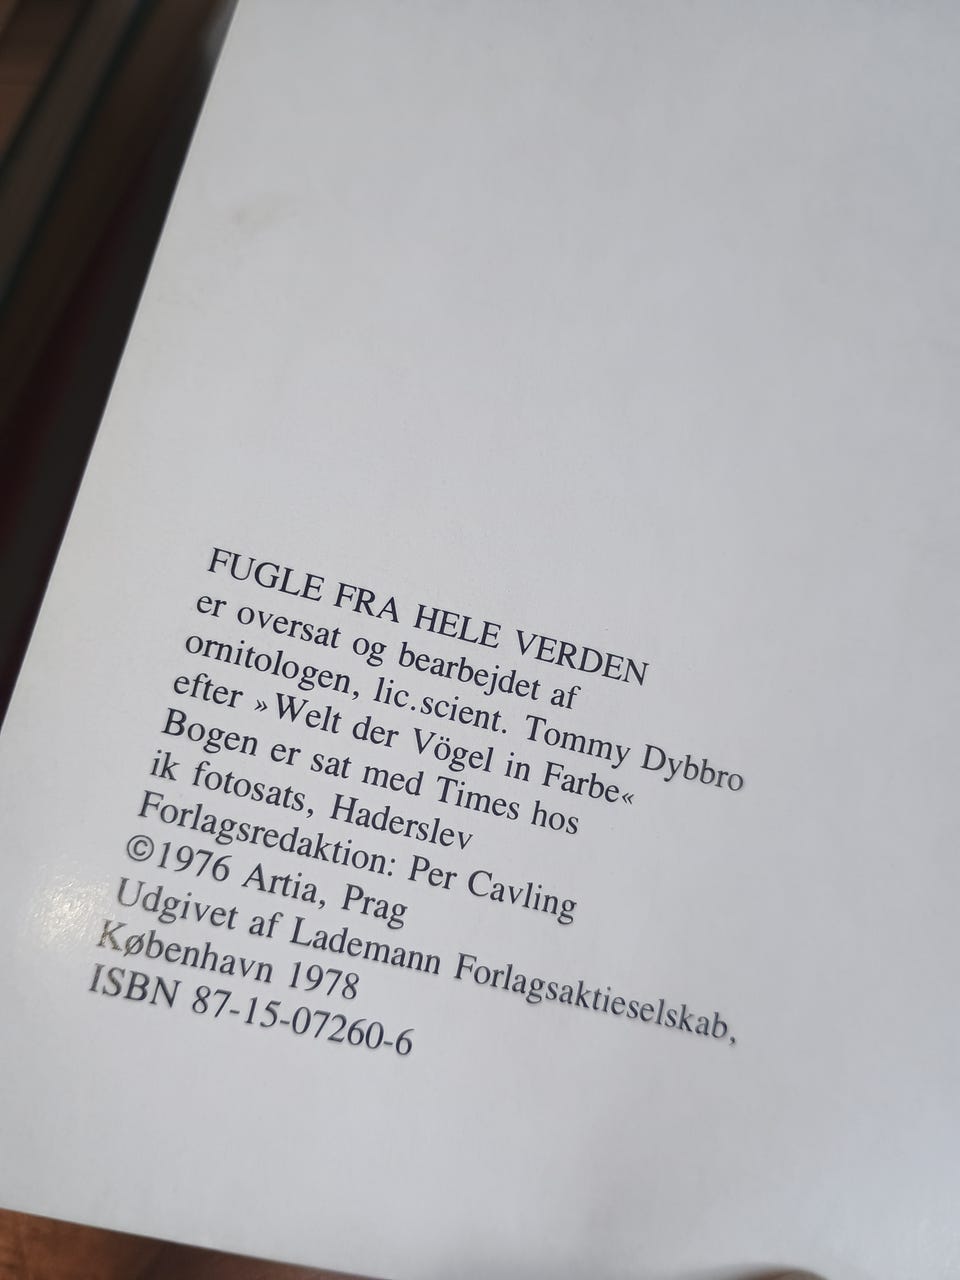 FUGLE FRA HELE VERDEN
er oversat og bearbejdet af
ornitologen, lic.scient. Tommy Dybbro
efter »Welt der Vögel in Farbe«
Bogen er sat med Times hos
ik fotosats, Haderslev
Forlagsredaktion: Per Cavling
©1976 Artia, Prag
Udgivet af Lademann Forlagsaktieselskab,
København 1978
ISBN 87-15-07260-6